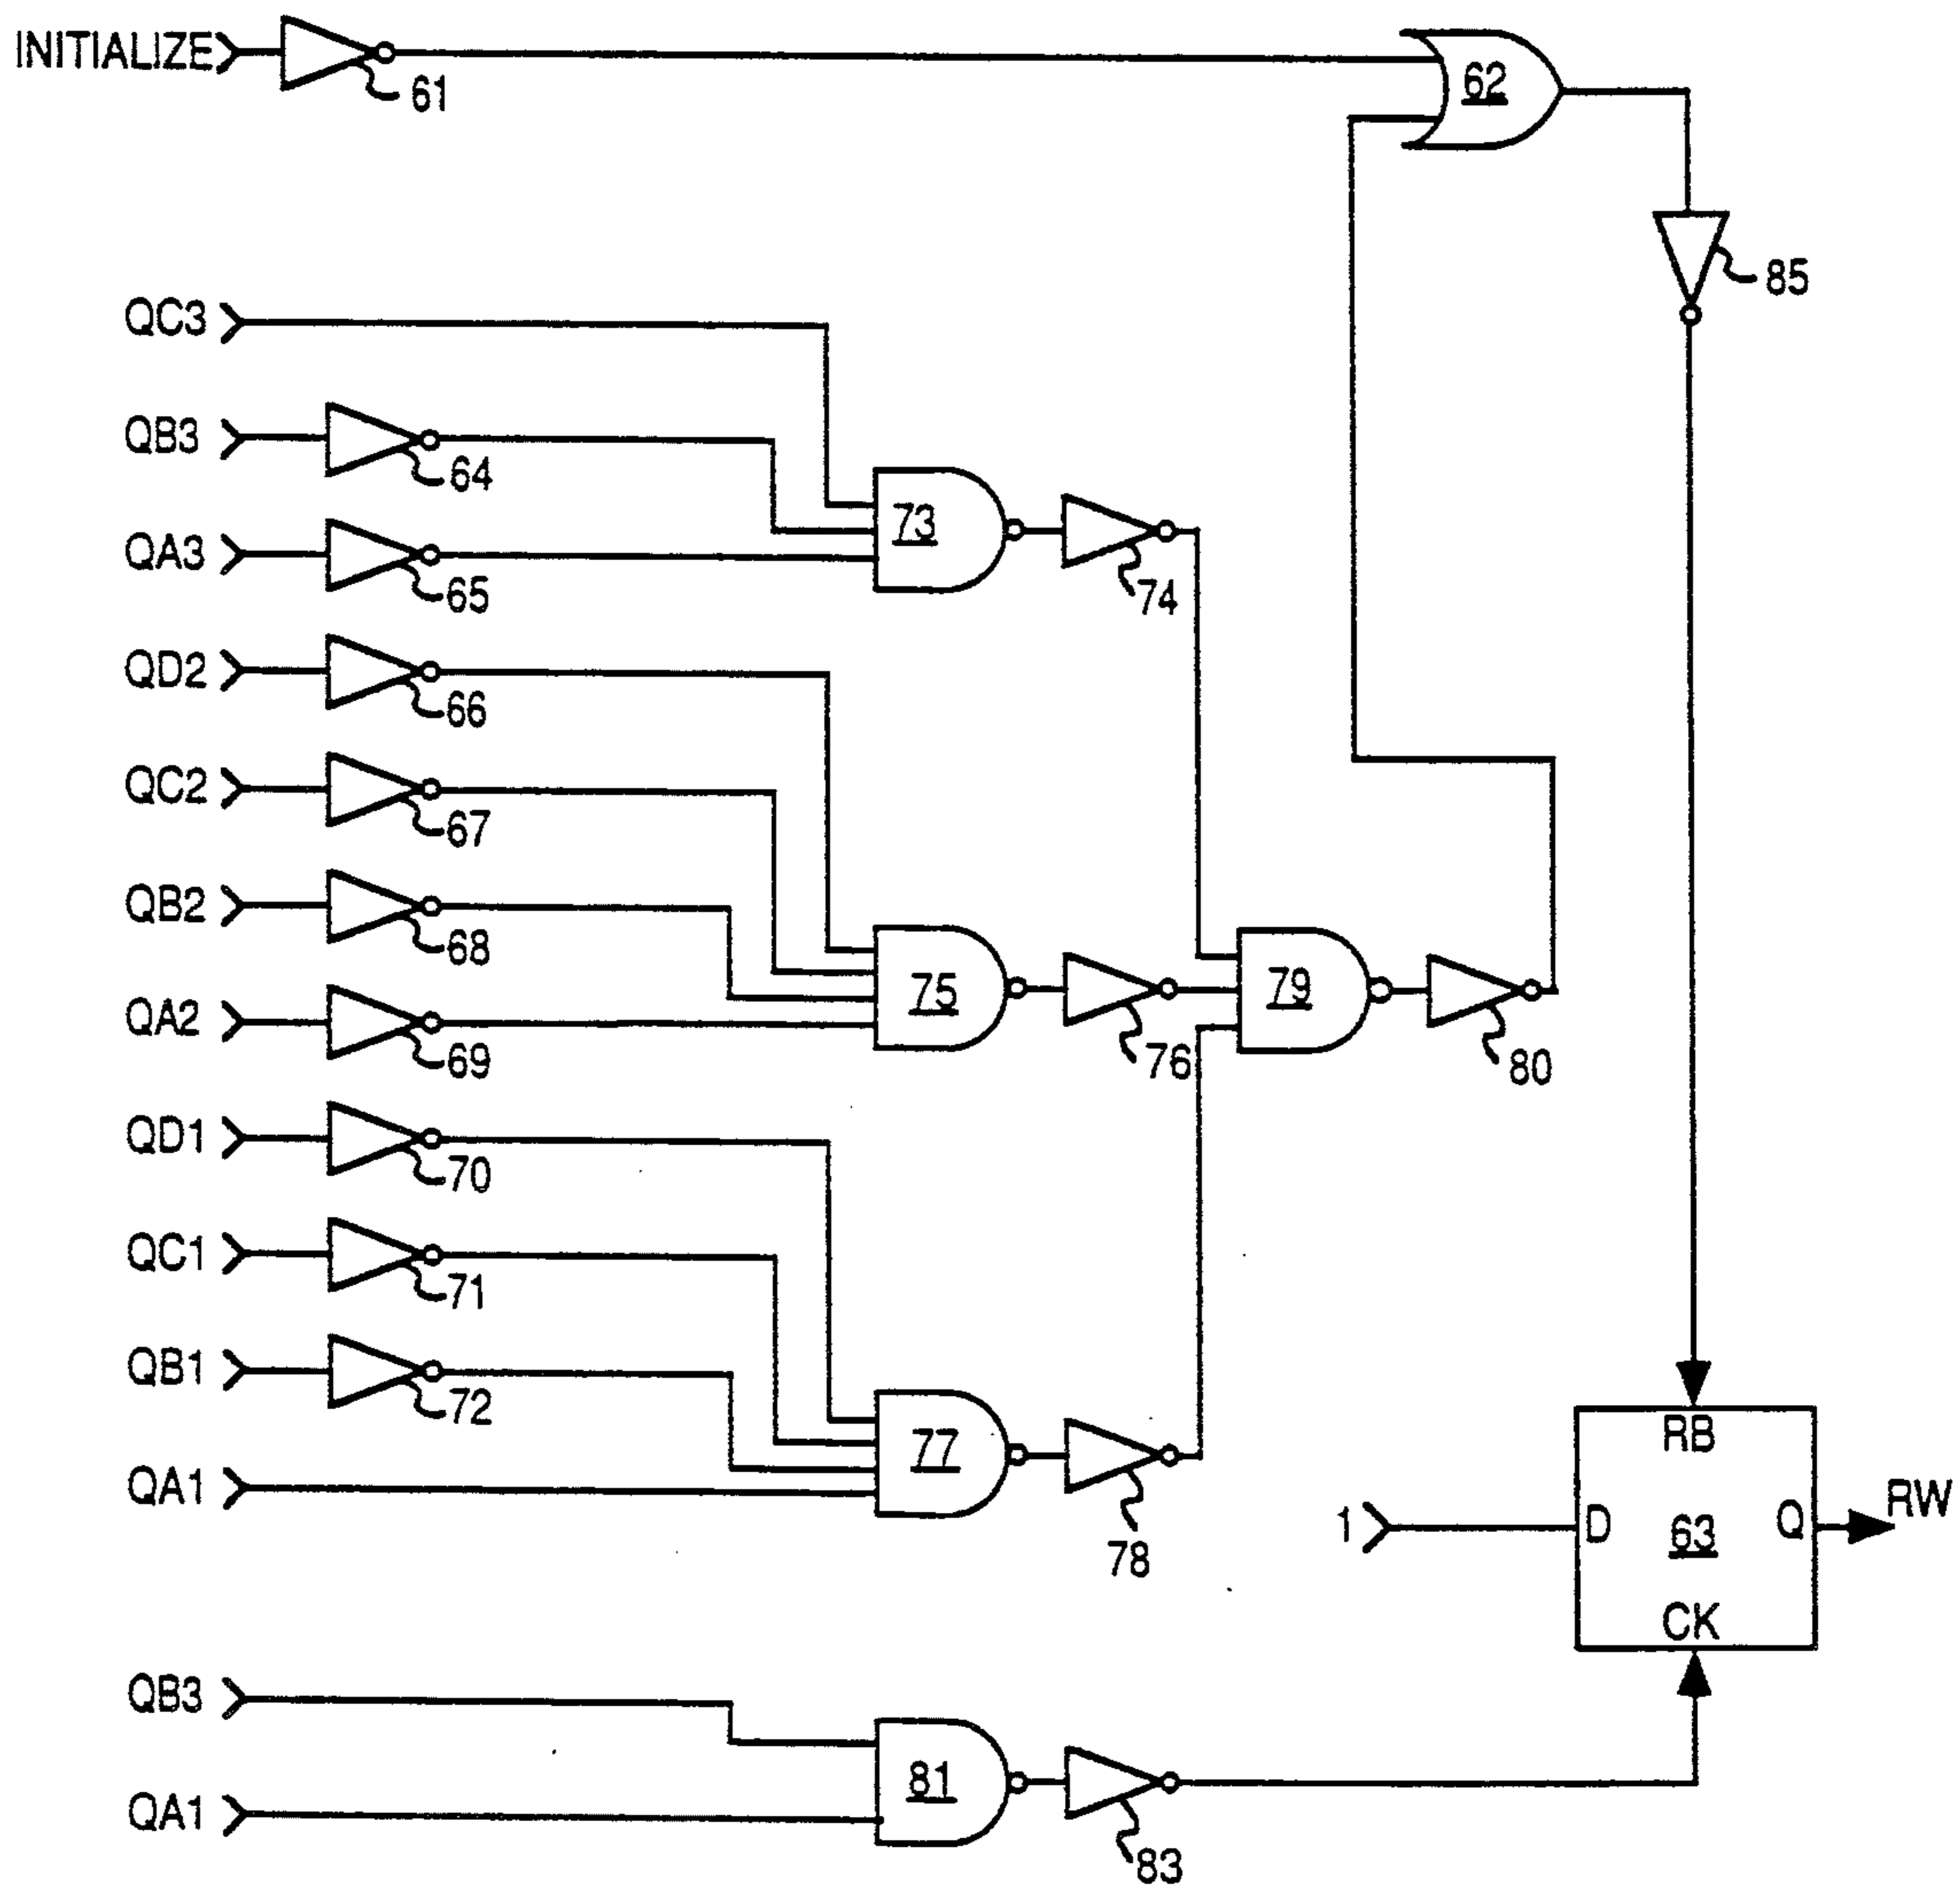 INITIALIZE
61
62
85
QC3
QB3
64
73
QA3
65
74
QD2
66
QC2
67
QB2
68
75
79
QA2
69
76
80
QD1
70
QC1
71
QB1
72
77
RB
QA1
78
1
D
63
Q
RW
CK
QB3
81
QA1
83